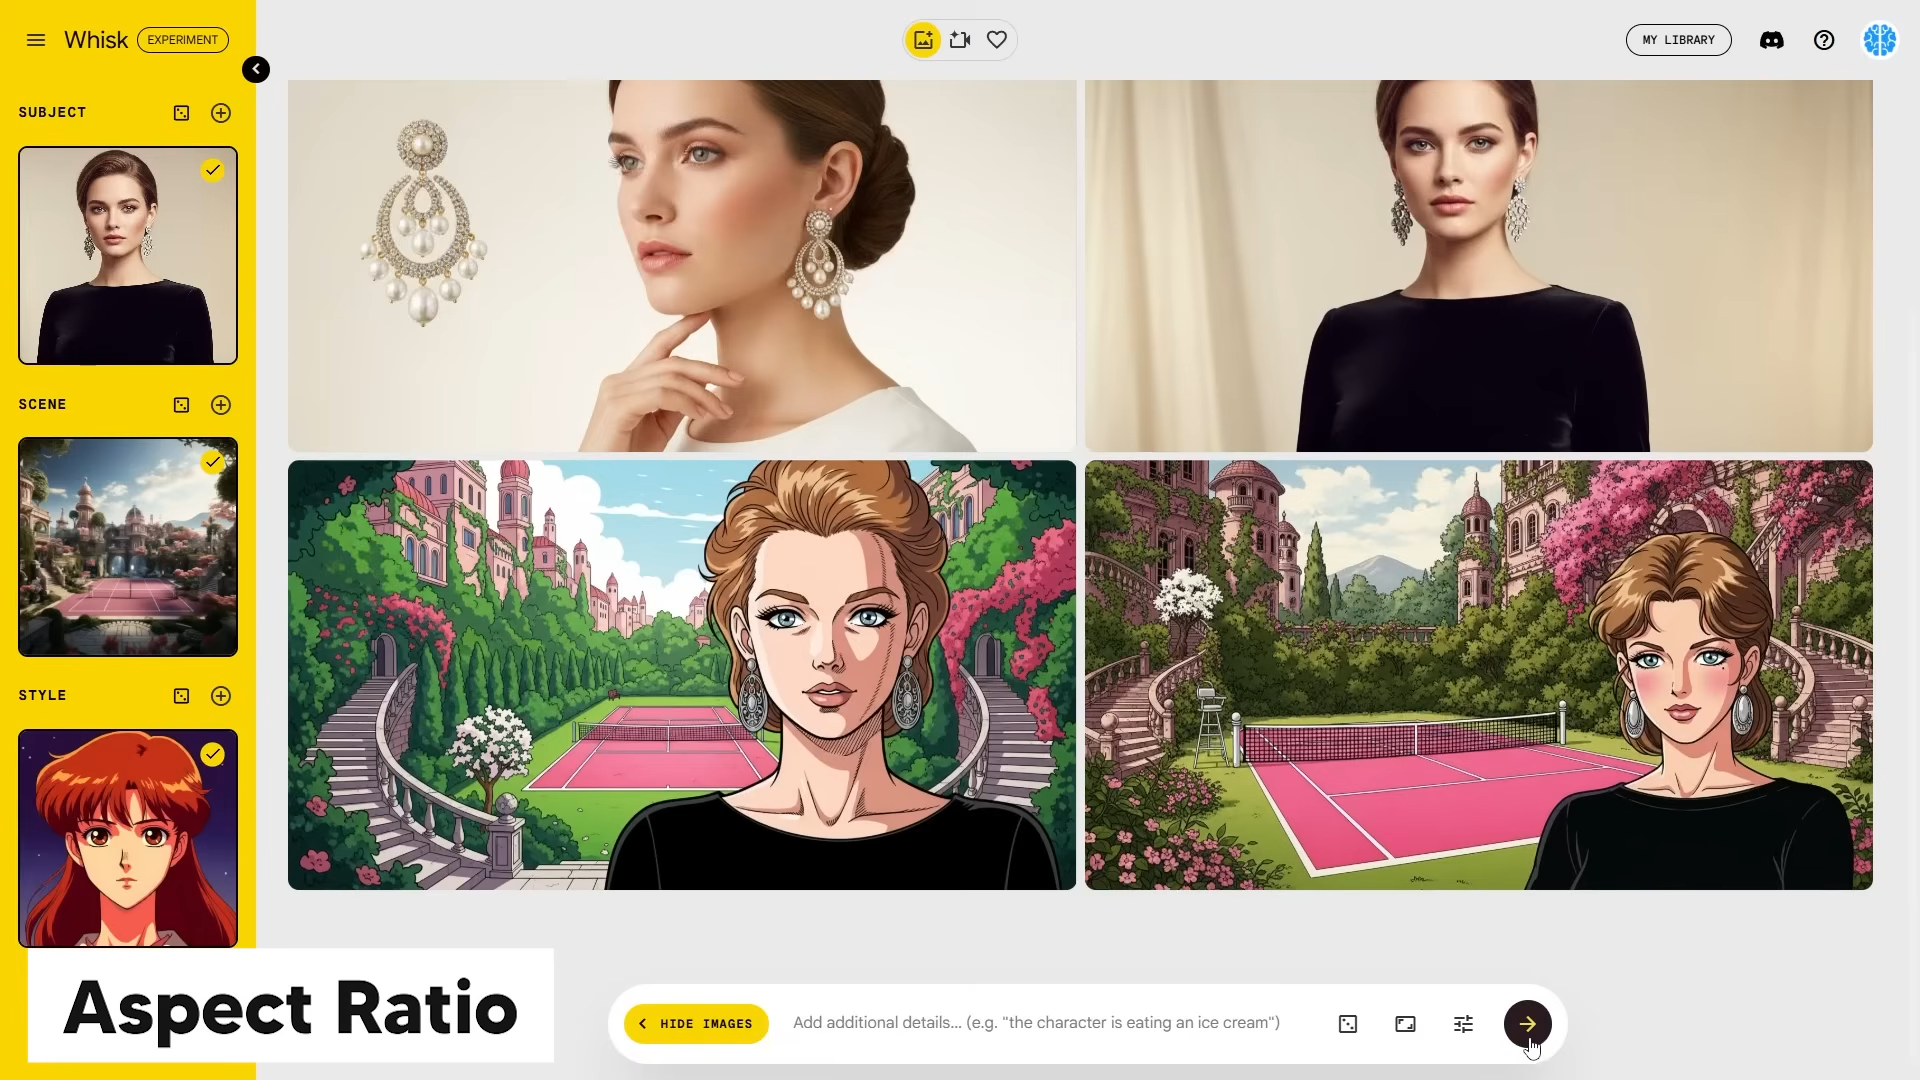 Whisk EXPERIMENT
MY LIBRARY
SUBJECT
SCENE
STYLE
Aspect Ratio
HIDE IMAGES
Add additional details... (e.g. "the character is eating an ice cream")